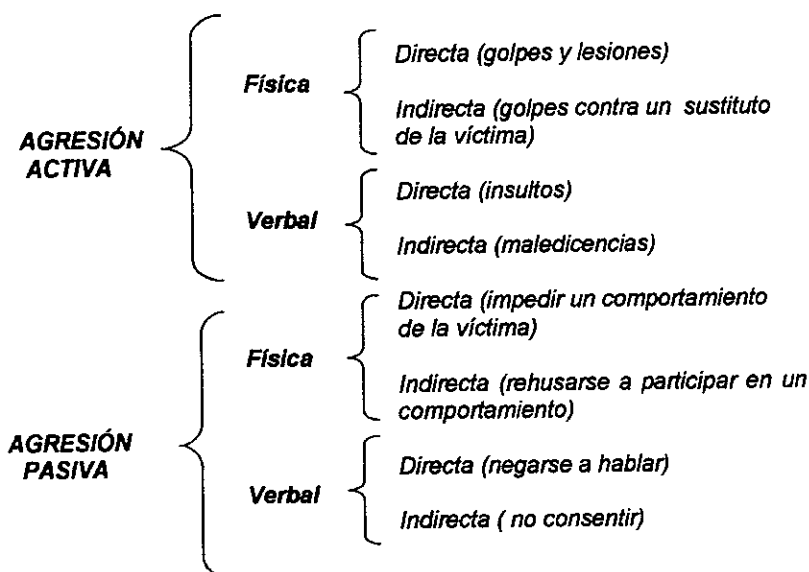 AGRESIÓN
ACTIVA
Física
Directa (golpes y lesiones)
Indirecta (golpes contra un sustituto
de la víctima)
Verbal
Directa (insultos)
Indirecta (maledicencias)
AGRESIÓN
PASIVA
Física
Directa (impedir un comportamiento
de la víctima)
Indirecta (rehusarse a participar en un
comportamiento)
Verbal
Directa (negarse a hablar)
Indirecta ( no consentir)